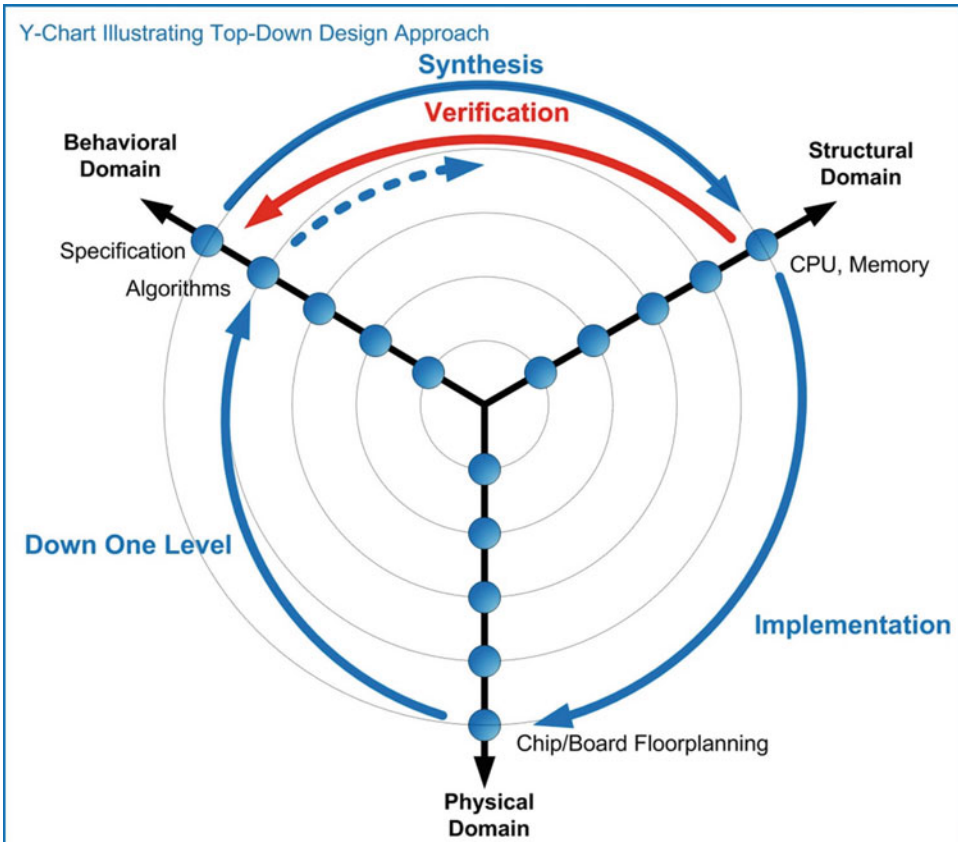 Y-Chart Illustrating Top-Down Design Approach
Synthesis
Verification
Behavioral
Domain
Structural
Domain
Specification
Algorithms
CPU, Memory
Down One Level
Implementation
Chip/Board Floorplanning
Physical
Domain